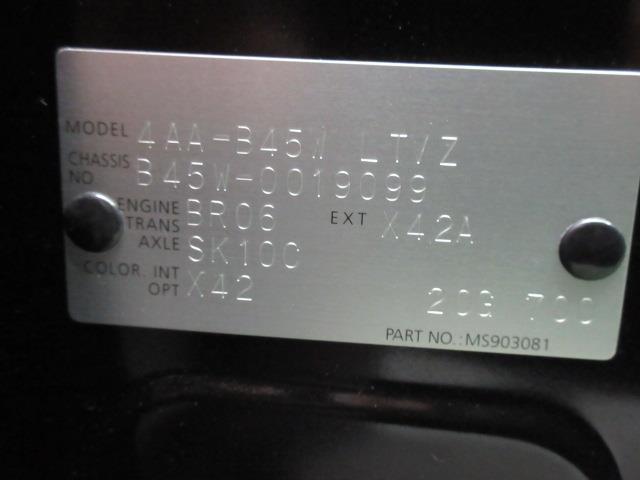 MODEL 4AA-B45W LTVZ
CHASSIS NO B45W-0019099
ENGINE BR06 EXT X42A
TRANS
AXLE SK10C
COLOR. INT X42
OPT 2CG 700
PART NO.:MS903081